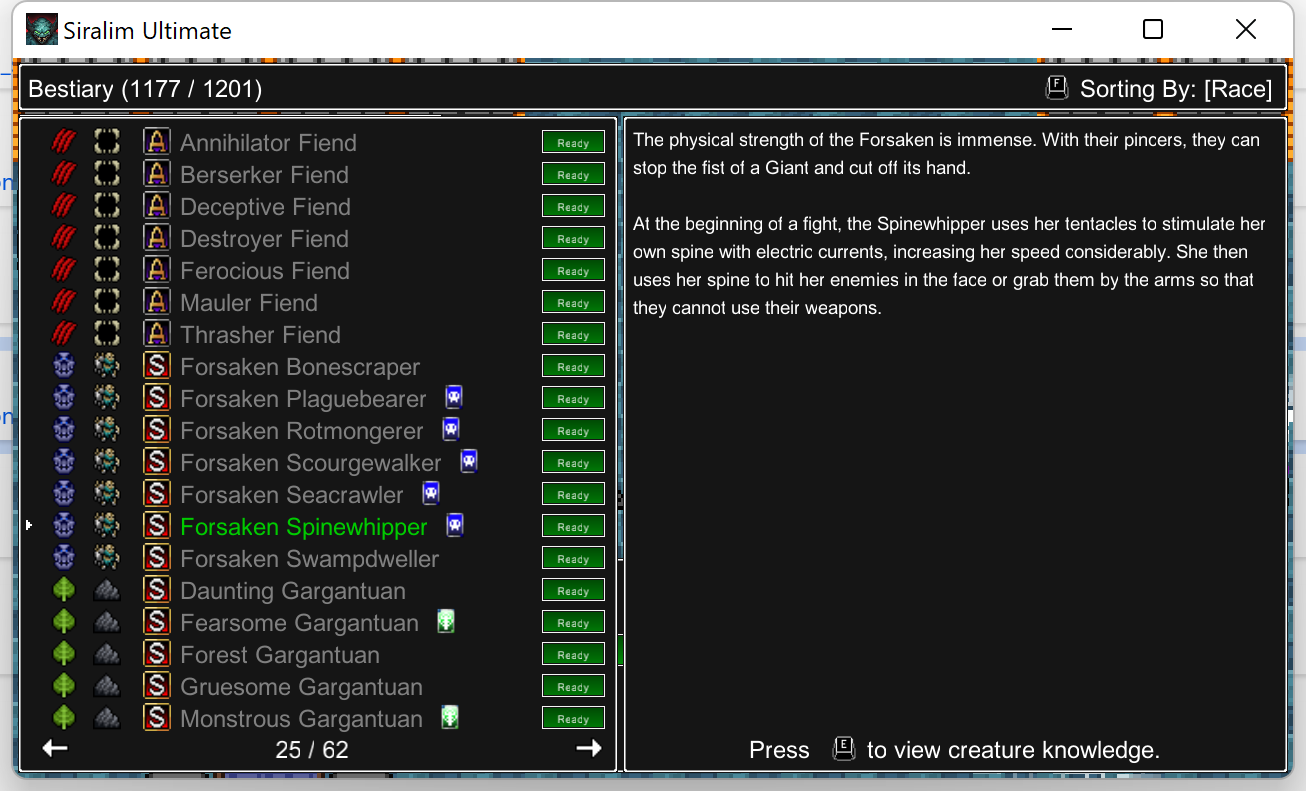 Siralim Ultimate
Bestiary (1177 / 1201)
F Sorting By: [Race]
A Annihilator Fiend Ready
A Berserker Fiend Ready
A Deceptive Fiend Ready
A Destroyer Fiend Ready
A Ferocious Fiend Ready
A Mauler Fiend Ready
A Thrasher Fiend Ready
S Forsaken Bonescraper Ready
S Forsaken Plaguebearer Ready
S Forsaken Rotmongerer Ready
S Forsaken Scourgewalker Ready
S Forsaken Seacrawler Ready
S Forsaken Spinewhipper Ready
S Forsaken Swampdweller Ready
S Daunting Gargantuan Ready
S Fearsome Gargantuan Ready
S Forest Gargantuan Ready
S Gruesome Gargantuan Ready
S Monstrous Gargantuan Ready
25 / 62
The physical strength of the Forsaken is immense. With their pincers, they can
stop the fist of a Giant and cut off its hand.
At the beginning of a fight, the Spinewhipper uses her tentacles to stimulate her
own spine with electric currents, increasing her speed considerably. She then
uses her spine to hit her enemies in the face or grab them by the arms so that
they cannot use their weapons.
Press E to view creature knowledge.